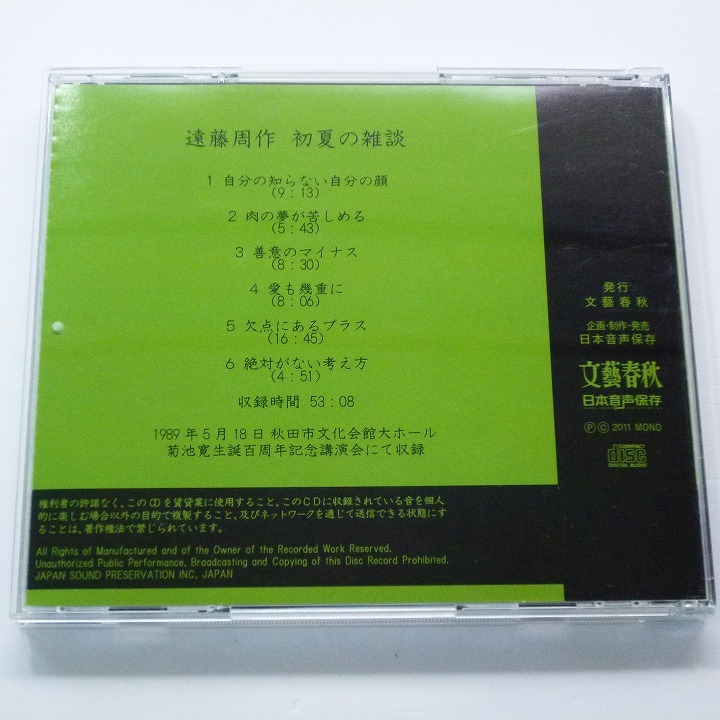 遠藤周作 初夏の雑談
1 自分の知らない自分の顔
(9:13)
2 肉の夢が苦しめる
(5:43)
3 善意のマイナス
(8:30)
4 愛も幾重に
(8:06)
5 欠点にあるプラス
(16:45)
6 絶対がない考え方
(4:51)
収録時間 53:08
1989年5月18日 秋田市文化会館大ホール
菊池寛生誕百周年記念講演会にて収録
発行
文藝春秋
企画・制作・発売
日本音声保存
文藝春秋
日本音声保存
Ⓟ Ⓒ 2011 MONO
COMPACT
disc
DIGITAL AUDIO
権利者の許諾なく、このCDを賃貸業に使用すること、このCDに収録されている音を個人
的に楽しむ場合以外の目的で複製すること、及びネットワークを通じて送信できる状態にす
ることは、著作権法で禁じられています。
All Rights of Manufactured and of the Owner of the Recorded Work Reserved.
Unauthorized Public Performance, Broadcasting and Copying of this Disc Record Prohibited.
JAPAN SOUND PRESERVATION INC, JAPAN